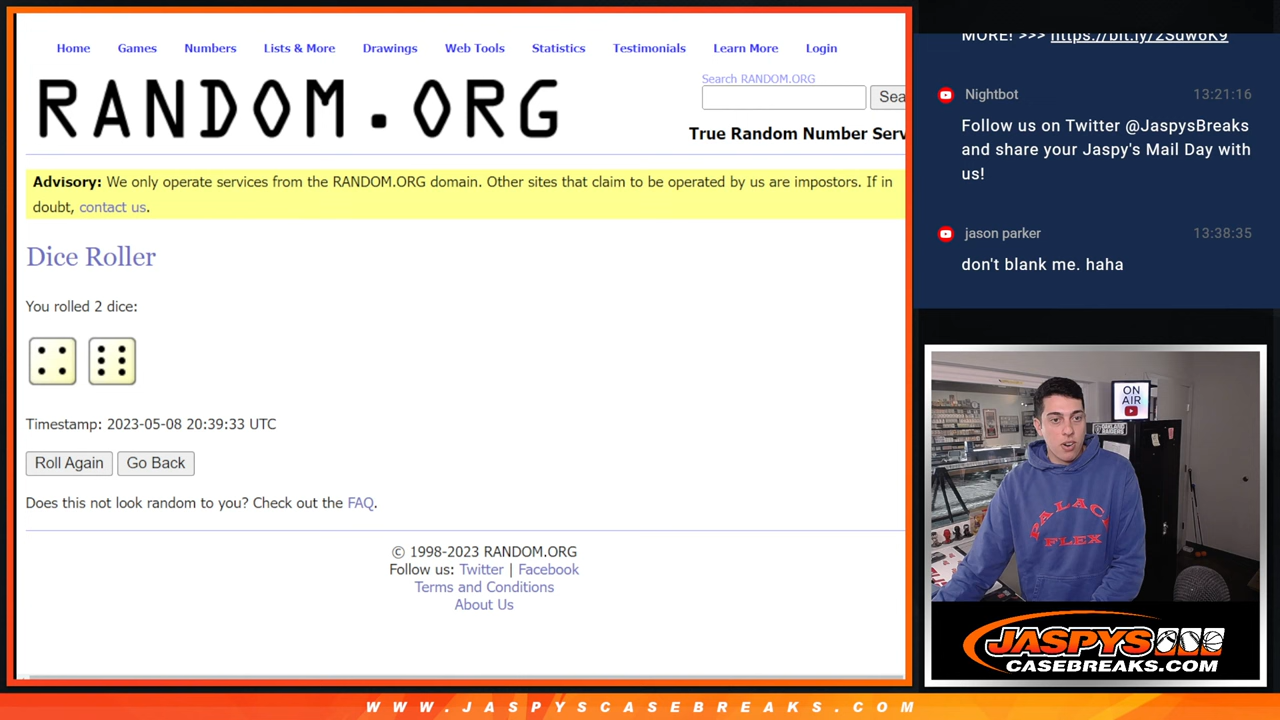 Home Games Numbers Lists & More Drawings Web Tools Statistics Testimonials Learn More Login
RANDOM.ORG
Search RANDOM.ORG
Sea
True Random Number Serv
Advisory: We only operate services from the RANDOM.ORG domain. Other sites that claim to be operated by us are impostors. If in
doubt, contact us.
Dice Roller
You rolled 2 dice:
Timestamp: 2023-05-08 20:39:33 UTC
Roll Again Go Back
Does this not look random to you? Check out the FAQ.
© 1998-2023 RANDOM.ORG
Follow us: Twitter | Facebook
Terms and Conditions
About Us
MORE! >>> https://bit.ly/2Sdw6K9
Nightbot 13:21:16
Follow us on Twitter @JaspysBreaks
and share your Jaspy's Mail Day with
us!
jason parker 13:38:35
don't blank me. haha
ON
AIR
PALACE
FLEX
JASPYS
CASEBREAKS.COM
WWW.JASPYSCASEBREAKS.COM